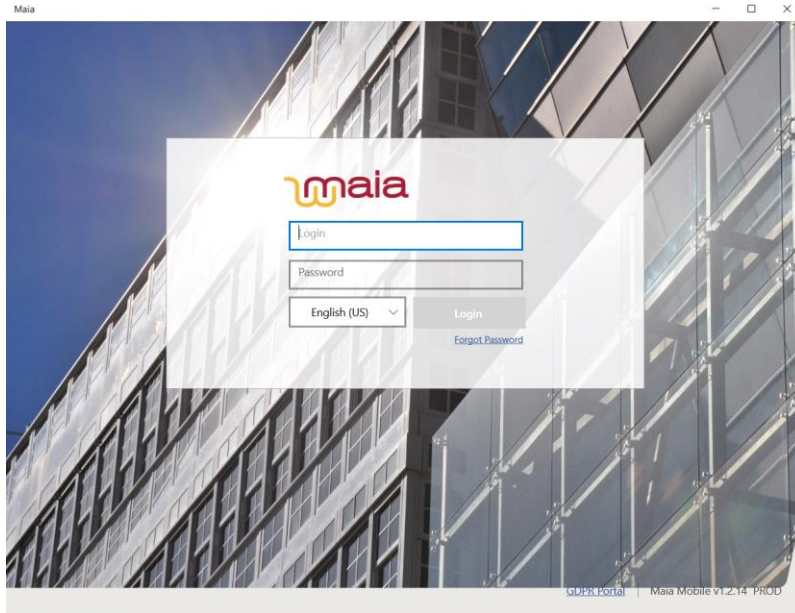 Maia
maia
Login
Password
English (US)
Login
Forgot Password
GDPR Portal | Maia Mobile v1.2.14 PROD